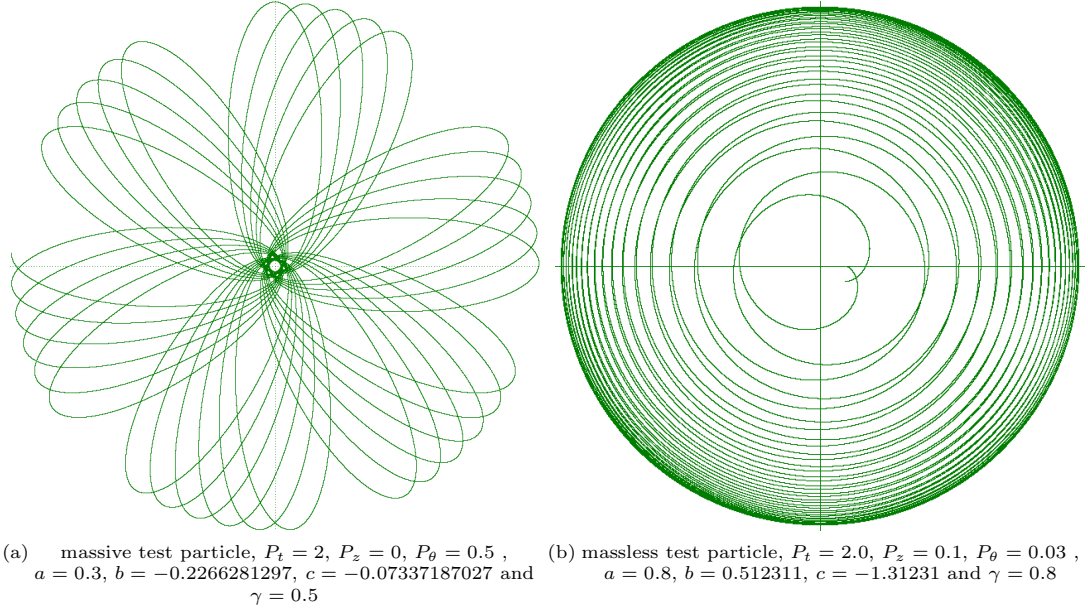 (a) massive test particle, P_t = 2, P_z = 0, P_θ = 0.5 ,
a = 0.3, b = −0.2266281297, c = −0.07337187027 and
γ = 0.5
(b) massless test particle, P_t = 2.0, P_z = 0.1, P_θ = 0.03 ,
a = 0.8, b = 0.512311, c = −1.31231 and γ = 0.8